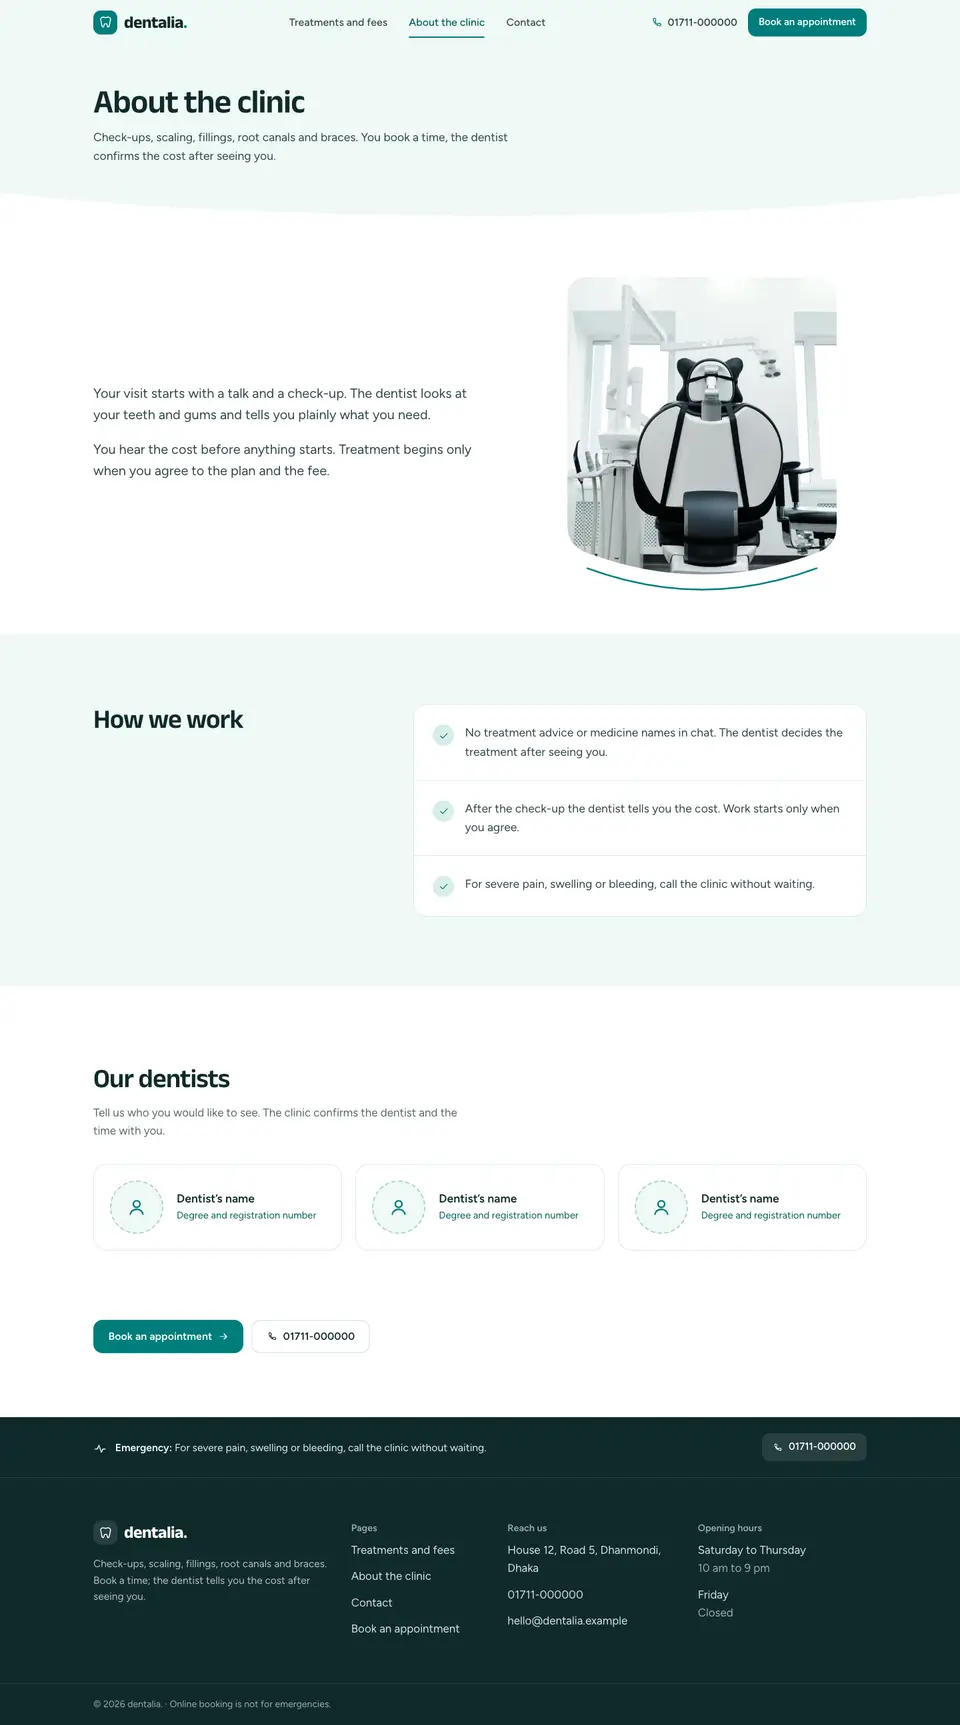 dentalia.
Treatments and fees
About the clinic
Contact
01711-000000
Book an appointment
About the clinic
Check-ups, scaling, fillings, root canals and braces. You book a time, the dentist
confirms the cost after seeing you.
Your visit starts with a talk and a check-up. The dentist looks at
your teeth and gums and tells you plainly what you need.
You hear the cost before anything starts. Treatment begins only
when you agree to the plan and the fee.
How we work
No treatment advice or medicine names in chat. The dentist decides the
treatment after seeing you.
After the check-up the dentist tells you the cost. Work starts only when
you agree.
For severe pain, swelling or bleeding, call the clinic without waiting.
Our dentists
Tell us who you would like to see. The clinic confirms the dentist and the
time with you.
Dentist's name
Degree and registration number
Dentist's name
Degree and registration number
Dentist's name
Degree and registration number
Book an appointment
01711-000000
Emergency: For severe pain, swelling or bleeding, call the clinic without waiting.
01711-000000
dentalia.
Check-ups, scaling, fillings, root canals and braces.
Book a time; the dentist tells you the cost after
seeing you.
Pages
Treatments and fees
About the clinic
Contact
Book an appointment
Reach us
House 12, Road 5, Dhanmondi,
Dhaka
01711-000000
hello@dentalia.example
Opening hours
Saturday to Thursday
10 am to 9 pm
Friday
Closed
© 2026 dentalia. · Online booking is not for emergencies.